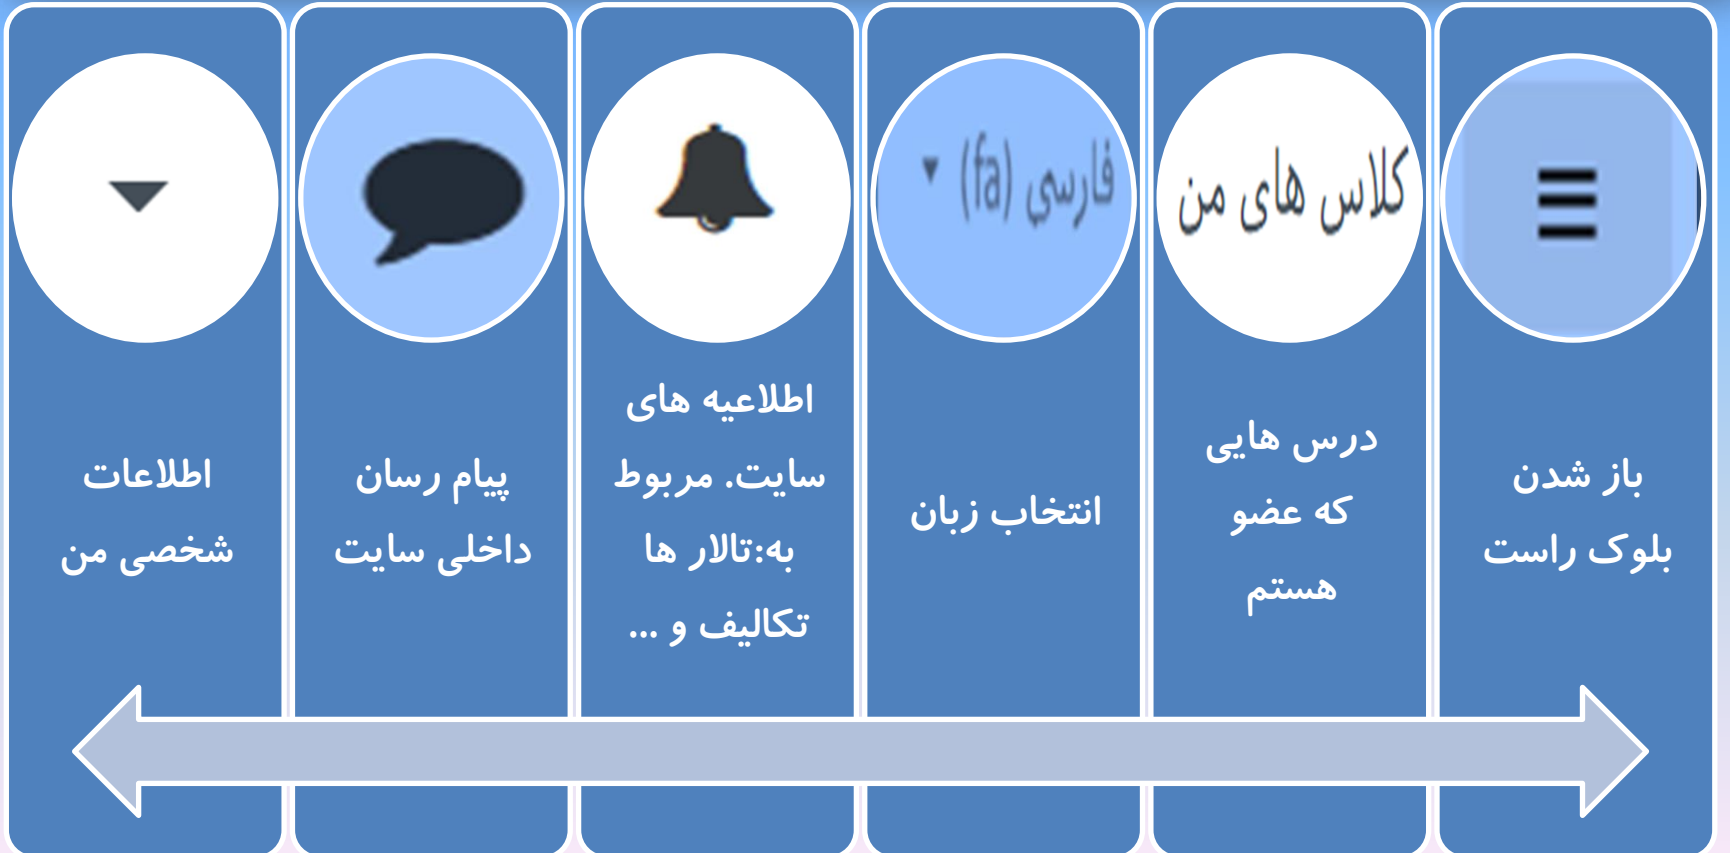 باز شدن
بلوک راست
کلاس های من
درس هایی
که عضو
هستم
فارسی (fa)
انتخاب زبان
اطلاعیه های
سایت. مربوط
به:تالار ها
تکالیف و ...
پیام رسان
داخلی سایت
اطلاعات
شخصی من